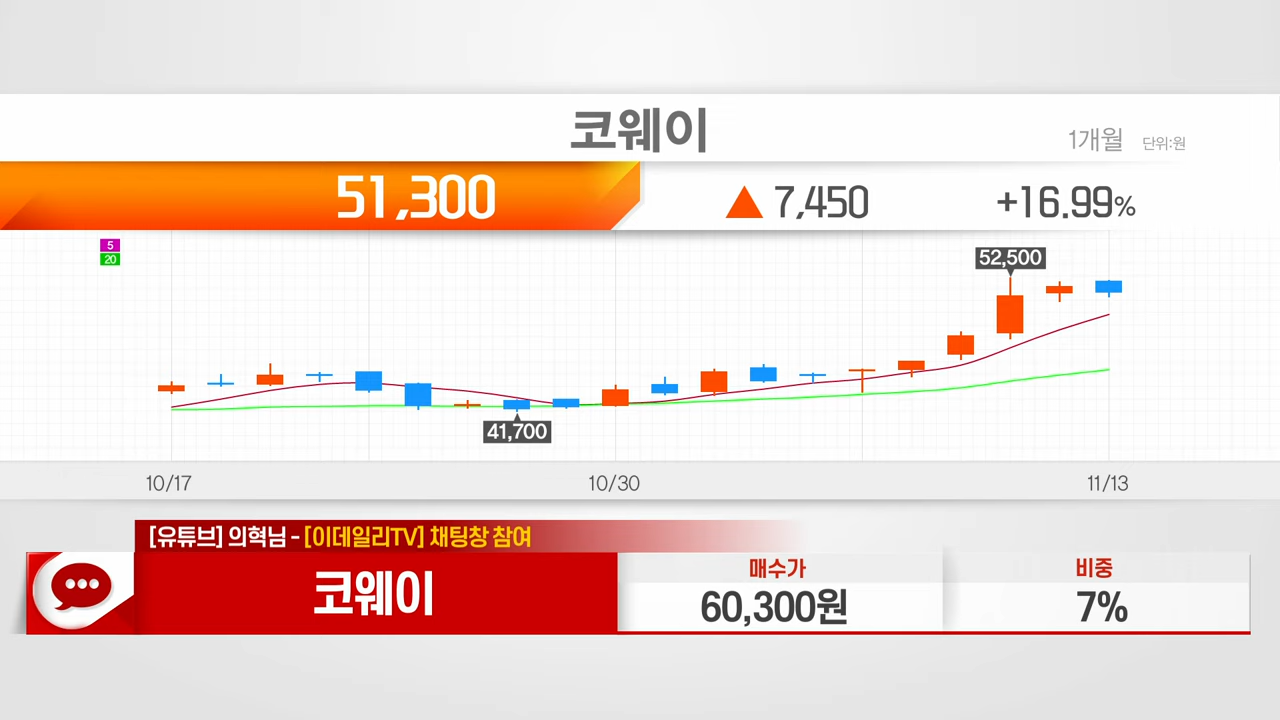 코웨이
1개월 단위:원
51,300 ▲ 7,450 +16.99%
5
20
52,500
41,700
10/17 10/30 11/13
[유튜브] 의혁님 - [이데일리TV] 채팅창 참여
코웨이
매수가 비중
60,300원 7%